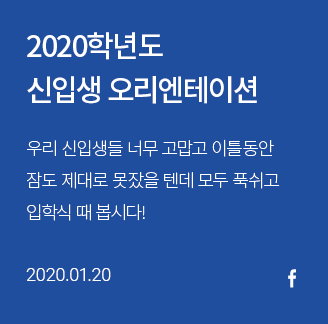 2020학년도
신입생 오리엔테이션
우리 신입생들 너무 고맙고 이틀동안
잠도 제대로 못잤을 텐데 모두 푹쉬고
입학식 때 봅시다!
2020.01.20
f